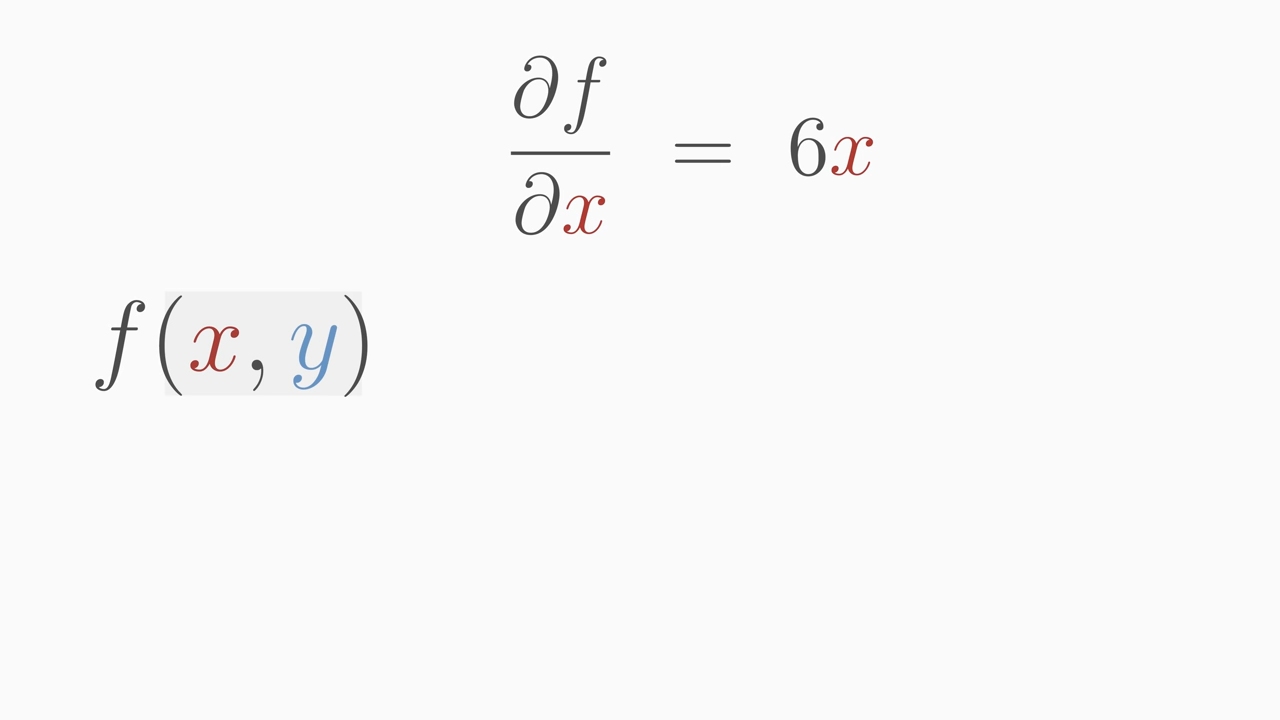 ∂f/∂x = 6x
f(x, y)